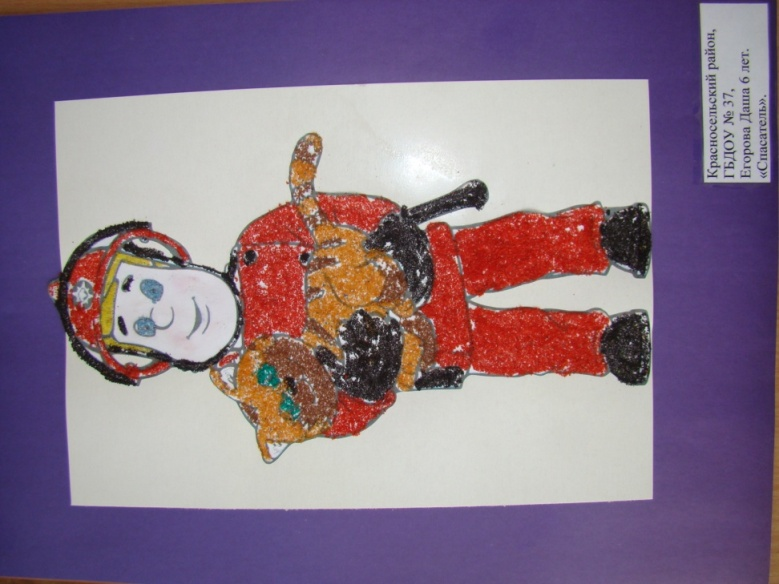 Красносельский район,
ГБДОУ № 37,
Егорова Даша 6 лет.
«Спасатель».